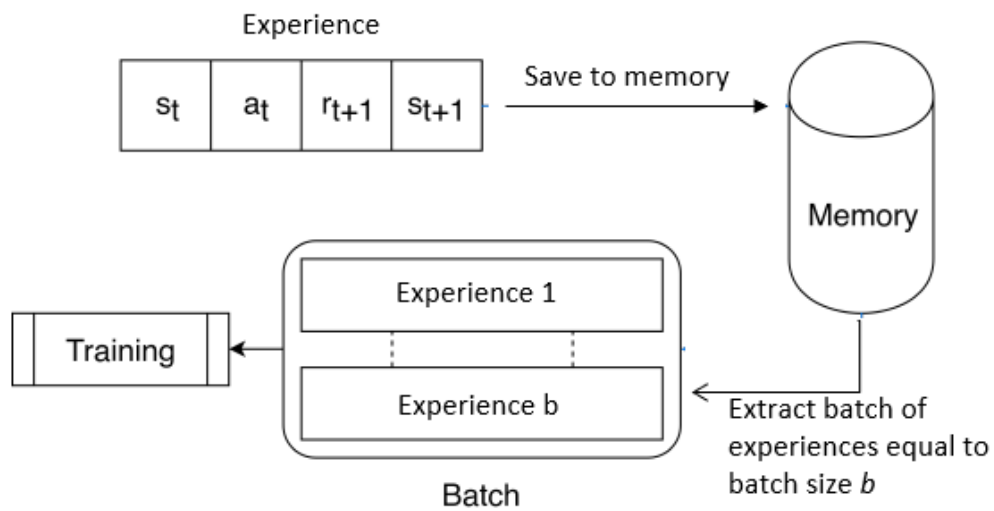 Experience
st
at
rt+1
st+1
Save to memory
Memory
Experience 1
Training
Experience b
Extract batch of
experiences equal to
batch size b
Batch